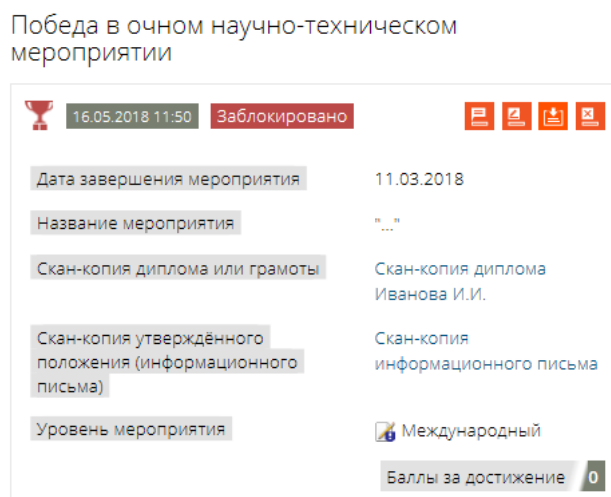 Победа в очном научно-техническом
мероприятии
16.05.2018 11:50 Заблокировано
Дата завершения мероприятия 11.03.2018
Название мероприятия "..."
Скан-копия диплома или грамоты Скан-копия диплома
Иванова И.И.
Скан-копия утверждённого Скан-копия
положения (информационного информационного письма
письма)
Уровень мероприятия Международный
Баллы за достижение 0